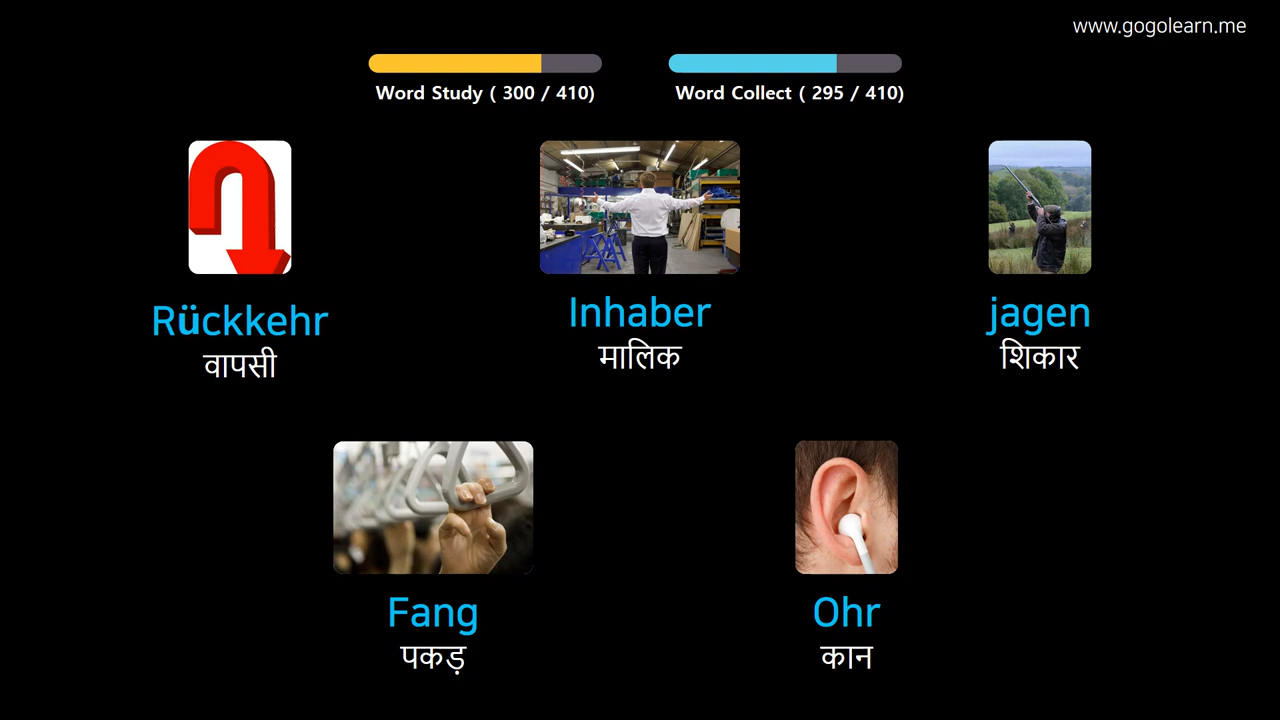 www.gogolearn.me
Word Study ( 300 / 410)
Word Collect ( 295 / 410)
Rückkehr
वापसी
Inhaber
मालिक
jagen
शिकार
Fang
पकड़
Ohr
कान